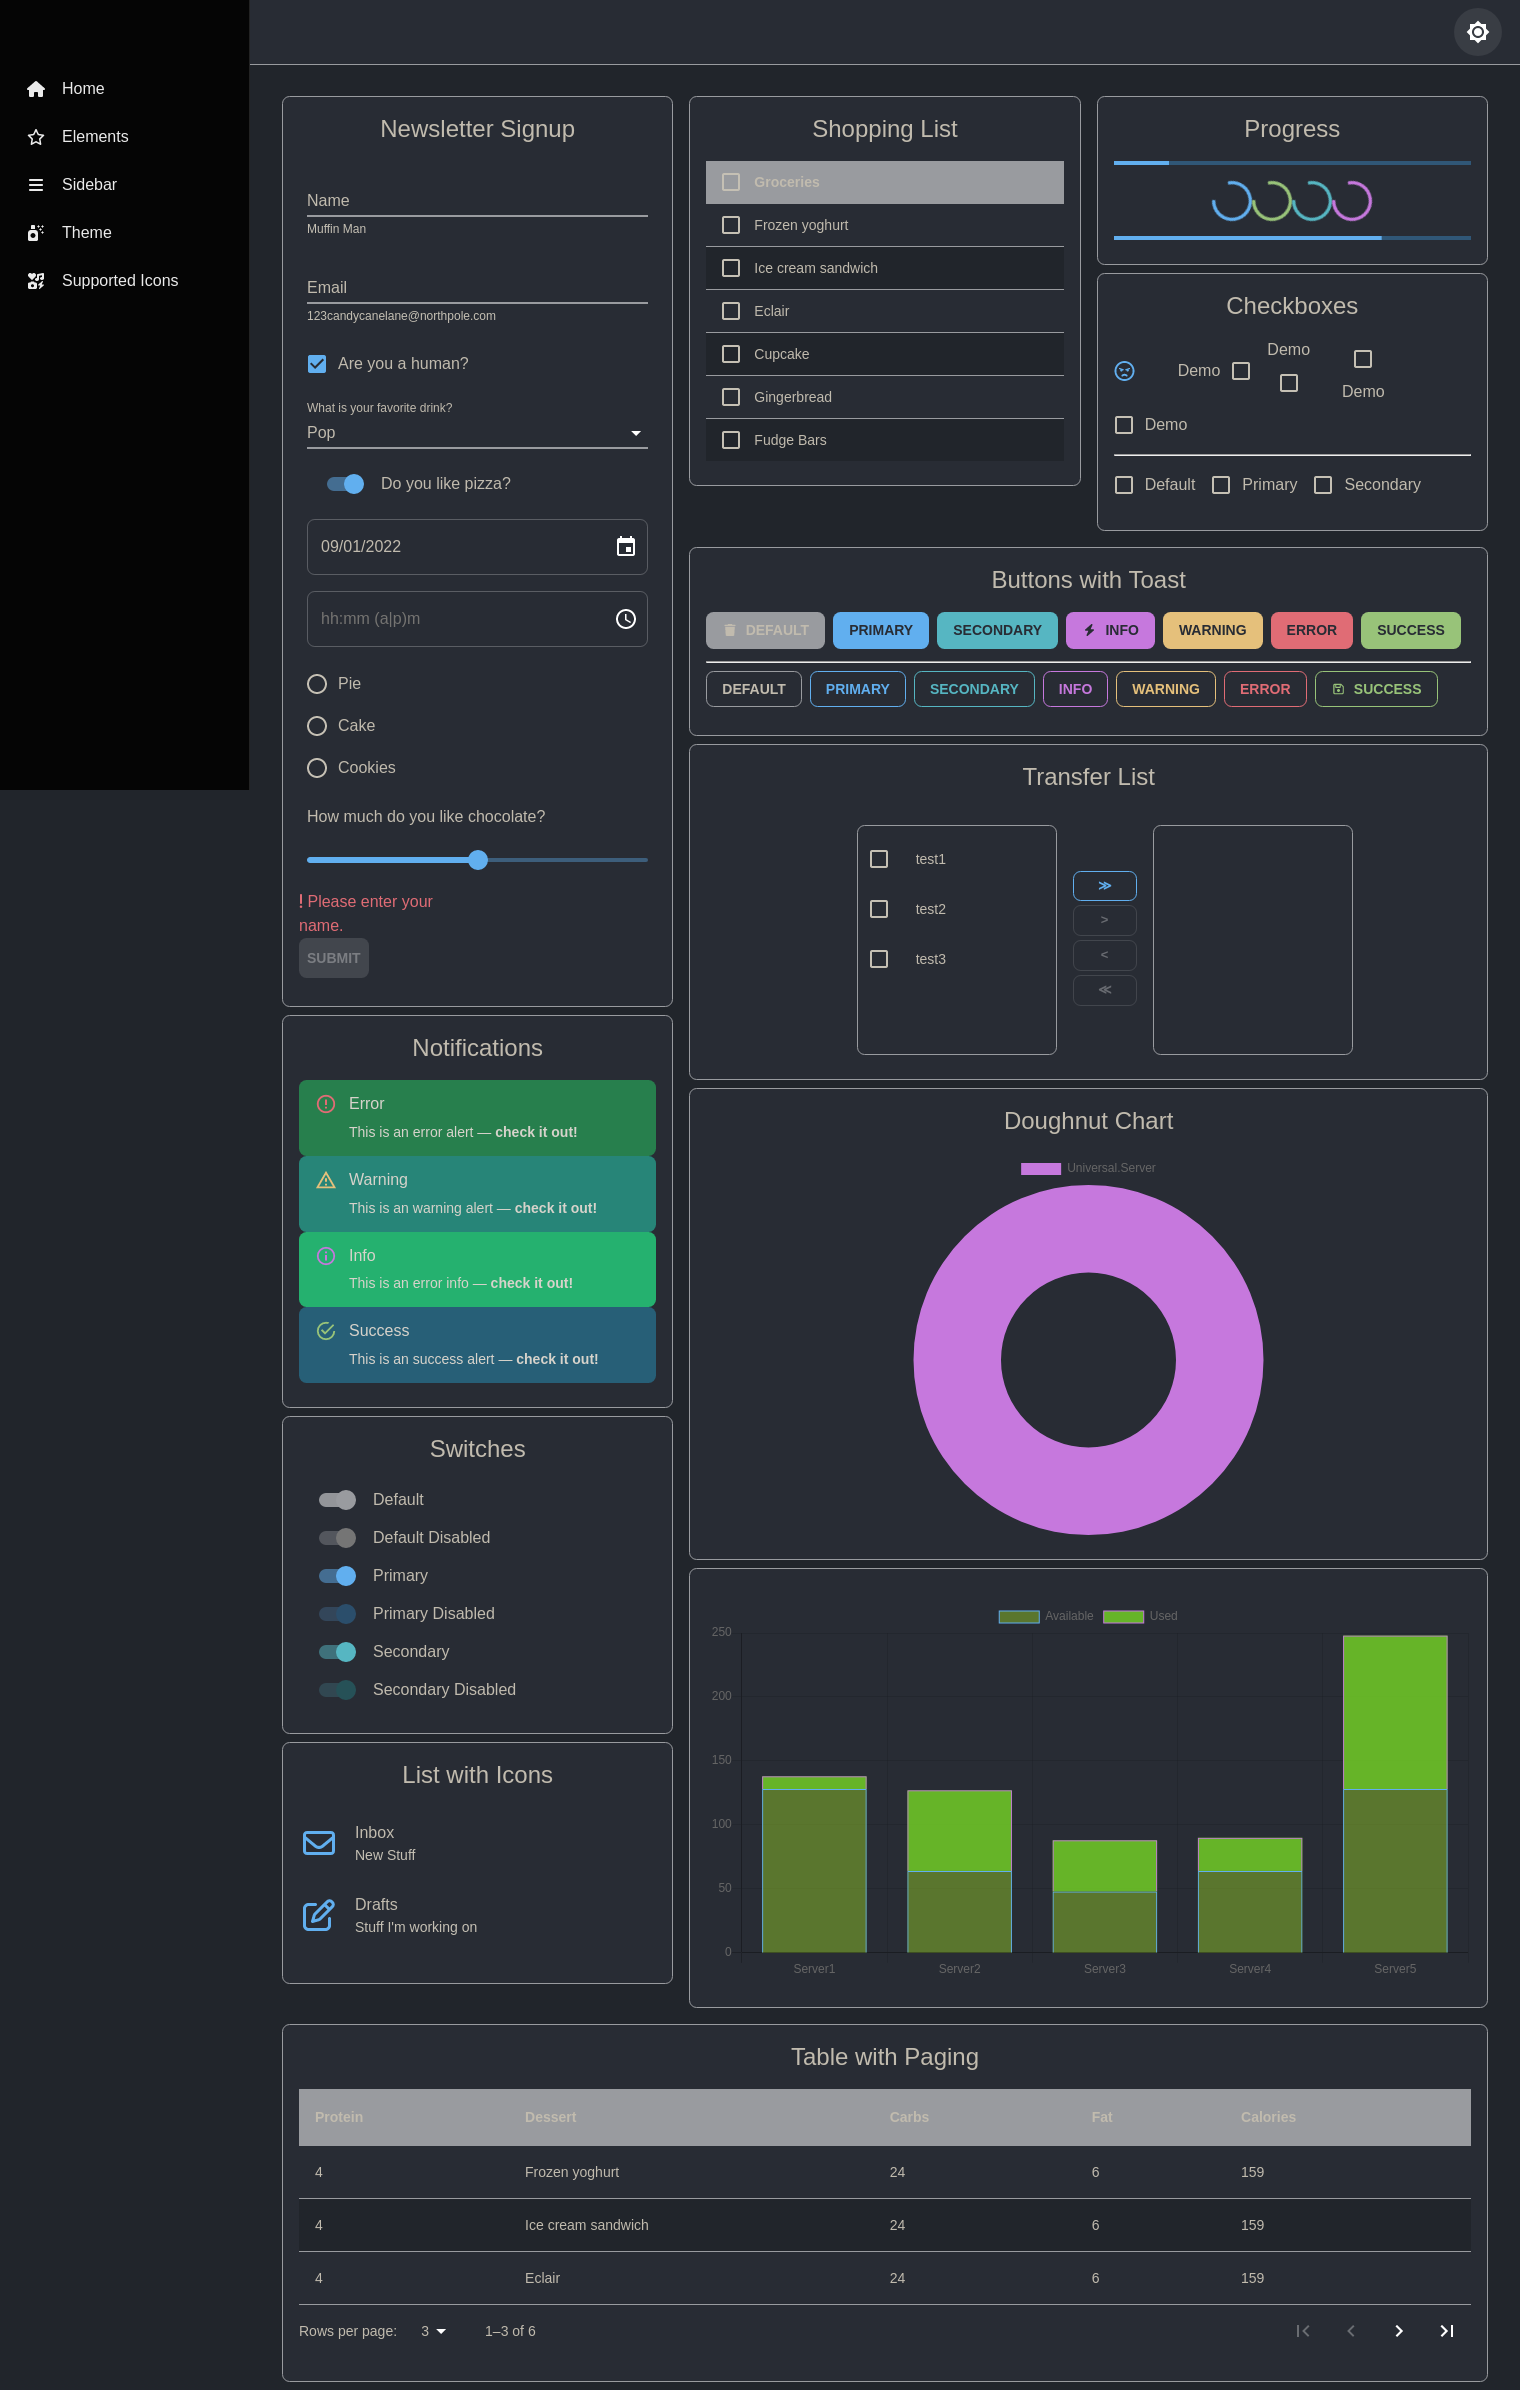 Home
Elements
Sidebar
Theme
Supported Icons
Newsletter Signup
Name
Muffin Man
Email
123candycanelane@northpole.com
Are you a human?
What is your favorite drink?
Pop
Do you like pizza?
09/01/2022
hh:mm (a|p)m
Pie
Cake
Cookies
How much do you like chocolate?
! Please enter your
name.
SUBMIT
Notifications
Error
This is an error alert — check it out!
Warning
This is an warning alert — check it out!
Info
This is an error info — check it out!
Success
This is an success alert — check it out!
Switches
Default
Default Disabled
Primary
Primary Disabled
Secondary
Secondary Disabled
List with Icons
Inbox
New Stuff
Drafts
Stuff I'm working on
Shopping List
Groceries
Frozen yoghurt
Ice cream sandwich
Eclair
Cupcake
Gingerbread
Fudge Bars
Progress
Checkboxes
Demo
Demo
Demo
Demo
Default Primary Secondary
Buttons with Toast
DEFAULT PRIMARY SECONDARY INFO WARNING ERROR SUCCESS
DEFAULT PRIMARY SECONDARY INFO WARNING ERROR SUCCESS
Transfer List
test1
test2
test3
≫
>
<
≪
Doughnut Chart
Universal.Server
Available Used
250
200
150
100
50
0
Server1 Server2 Server3 Server4 Server5
Table with Paging
Protein Dessert Carbs Fat Calories
4 Frozen yoghurt 24 6 159
4 Ice cream sandwich 24 6 159
4 Eclair 24 6 159
Rows per page: 3 1–3 of 6